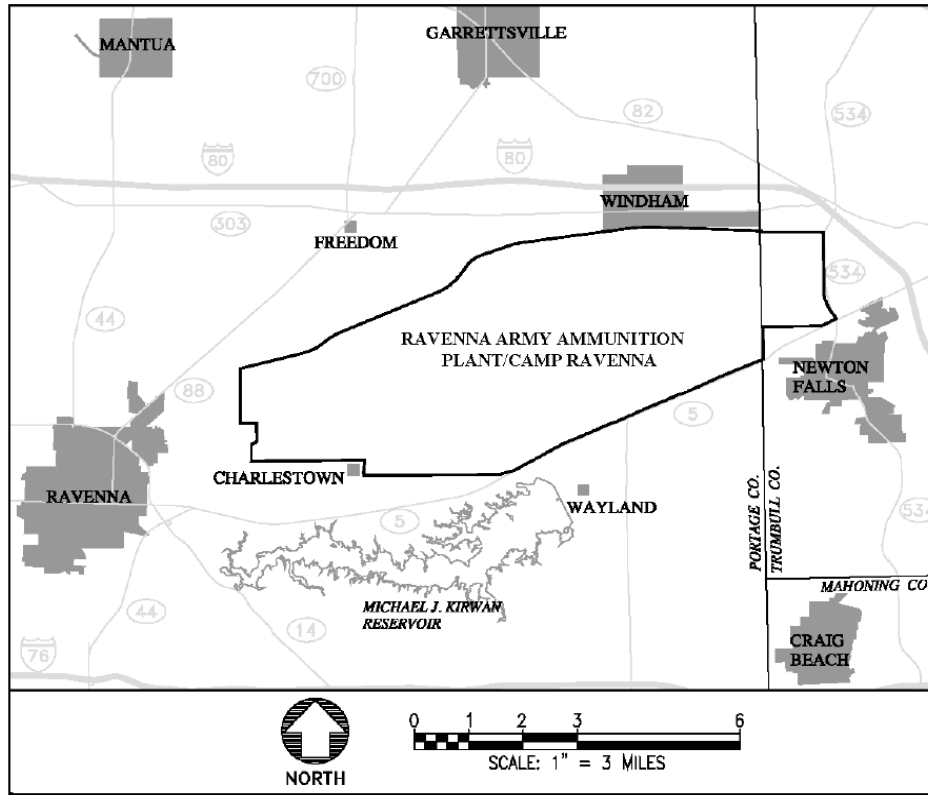 MANTUA
GARRETTSVILLE
700
82
534
80
80
WINDHAM
303
FREEDOM
534
44
RAVENNA ARMY AMMUNITION
PLANT/CAMP RAVENNA
NEWTON
FALLS
88
5
CHARLESTOWN
RAVENNA
WAYLAND
5
PORTAGE CO.
TRUMBULL CO.
534
MAHONING CO
MICHAEL J. KIRWAN
RESERVOIR
44
14
76
CRAIG
BEACH
0 1 2 3 6
SCALE: 1" = 3 MILES
NORTH